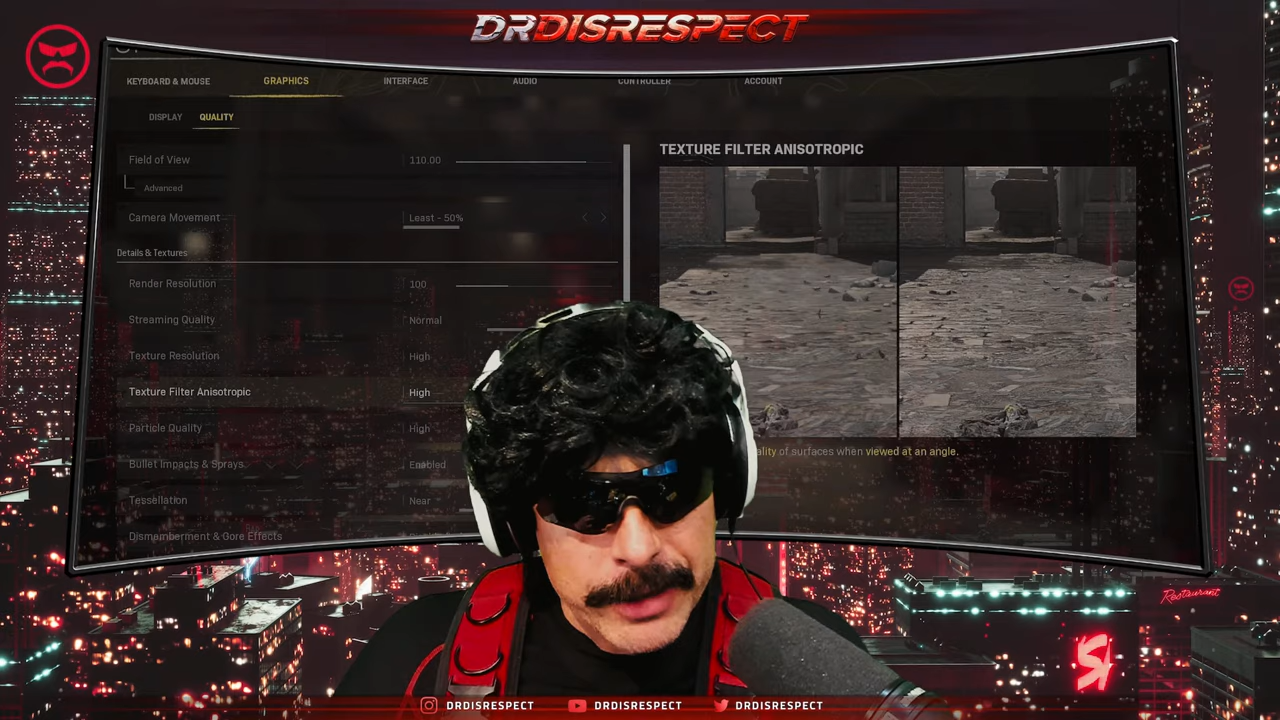 DRDISRESPECT
KEYBOARD & MOUSE
GRAPHICS
INTERFACE
AUDIO
CONTROLLER
ACCOUNT
DISPLAY
QUALITY
Field of View
110.00
Advanced
Camera Movement
Least - 50%
Details & Textures
Render Resolution
100
Streaming Quality
Normal
Texture Resolution
High
Texture Filter Anisotropic
High
Particle Quality
High
Bullet Impacts & Sprays
Enabled
Tessellation
Near
Dismemberment & Gore Effects
TEXTURE FILTER ANISOTROPIC
ality of surfaces when viewed at an angle.
Restaurant
DRDISRESPECT
DRDISRESPECT
DRDISRESPECT